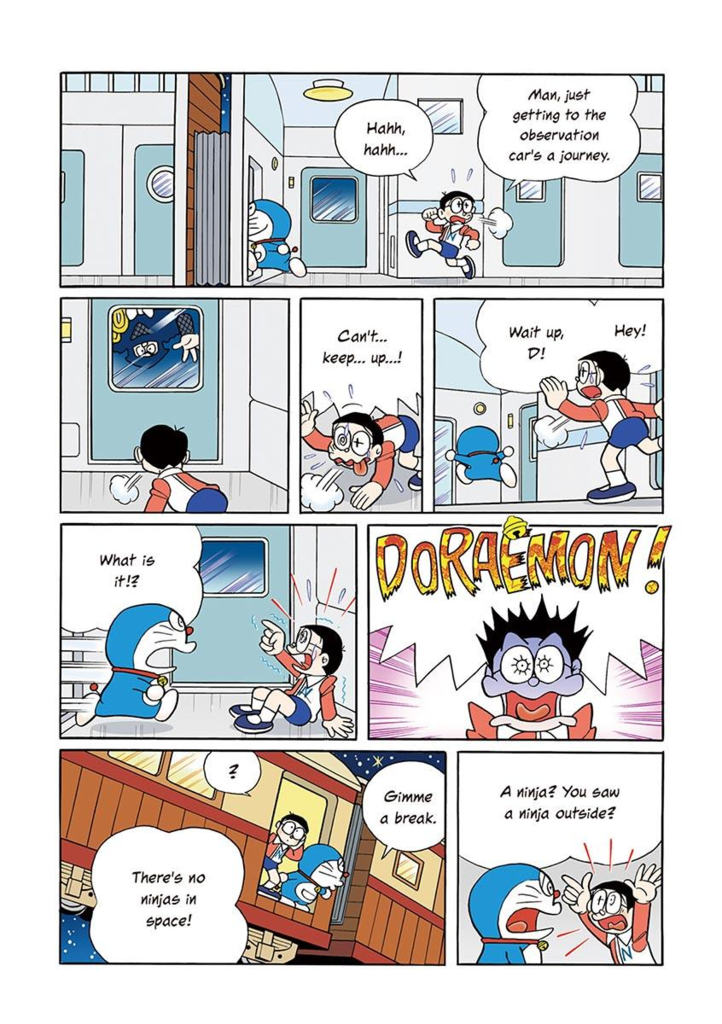 Man, just
getting to the
observation
car's a journey.
Hahh,
hahh...
Hey!
Wait up,
D!
Can't...
keep... up...!
DORAEMON!
What is
it!?
A ninja? You saw
a ninja outside?
Gimme
a break.
?
There's no
ninjas in
space!